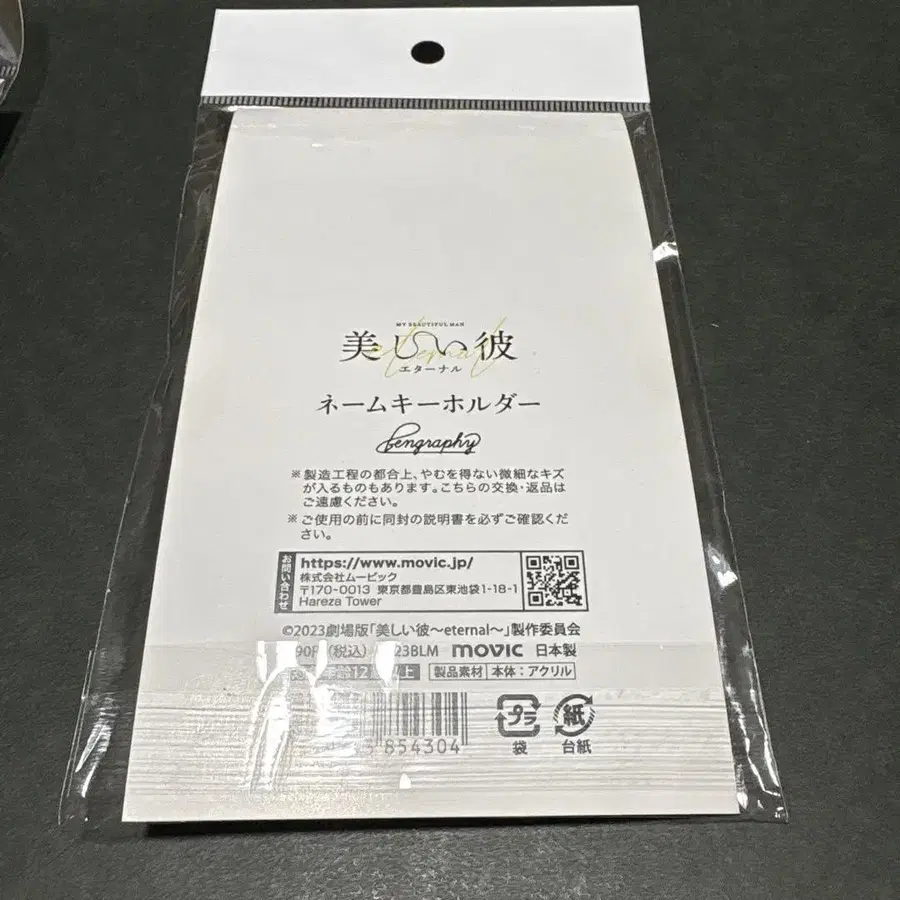 MY BEAUTIFUL MAN
美しい彼
eternal
エターナル
ネームキーホルダー
Pengraphy
※製造工程の都合上、やむを得ない微細なキズ
が入るものもあります。こちらの交換・返品は
ご遠慮ください。
※ご使用の前に同封の説明書を必ずご確認くだ
さい。
お問い合わせ
https://www.movic.jp/
株式会社ムービック
〒170-0013 東京都豊島区東池袋1-18-1
Hareza Tower
©2023劇場版「美しい彼〜eternal〜」製作委員会
(税込) 23BLM movic 日本製
製品素材 本体:アクリル
854304
プラ 紙
袋 台紙